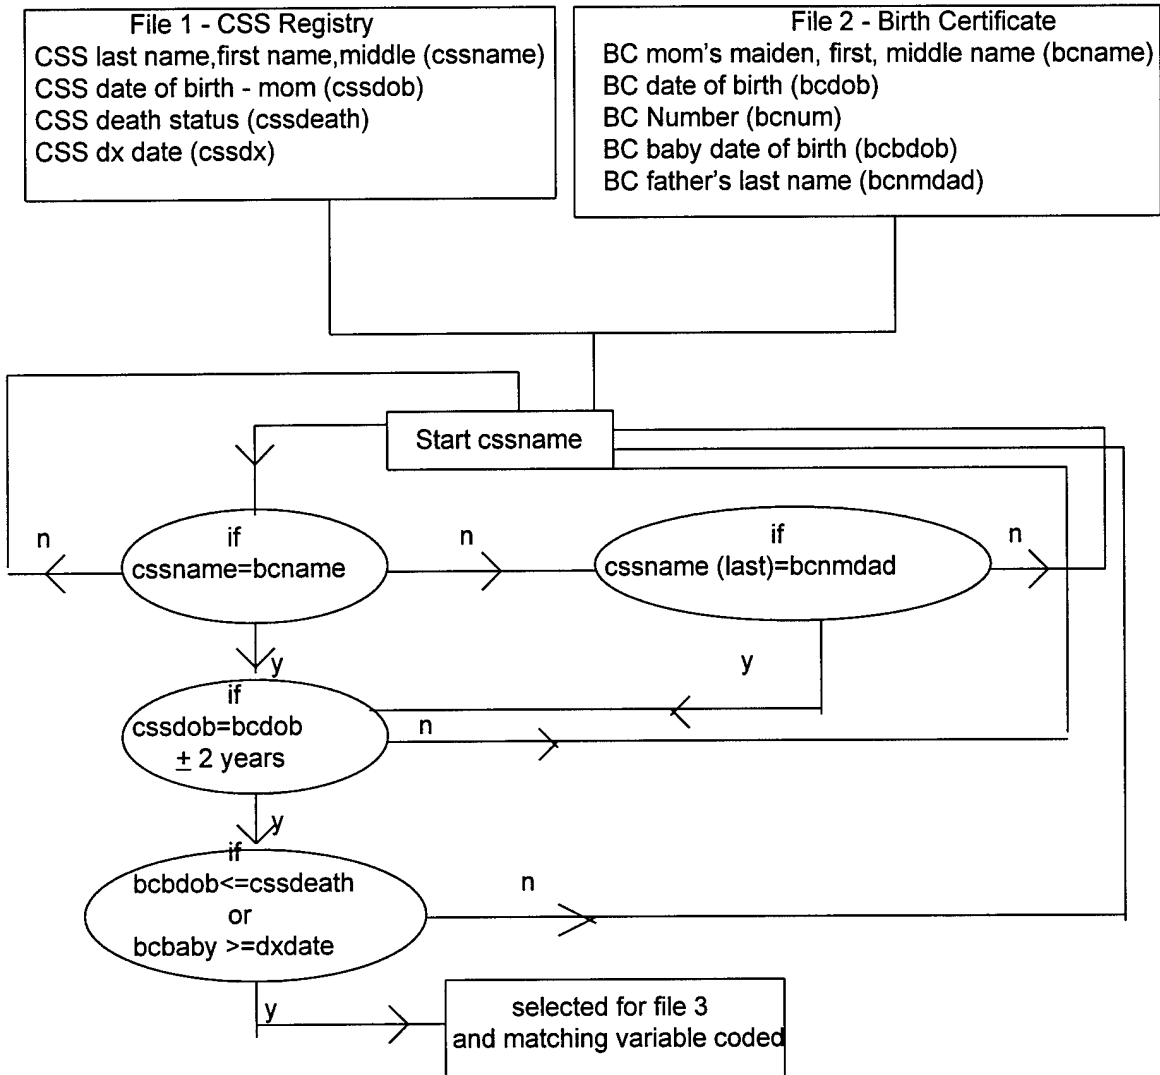 File 1 - CSS Registry
CSS last name,first name,middle (cssname)
CSS date of birth - mom (cssdob)
CSS death status (cssdeath)
CSS dx date (cssdx)
File 2 - Birth Certificate
BC mom's maiden, first, middle name (bcname)
BC date of birth (bcdob)
BC Number (bcnum)
BC baby date of birth (bcbdob)
BC father's last name (bcnmdad)
Start cssname
n
if
cssname=bcname
n
if
cssname (last)=bcnmdad
n
y
y
if
cssdob=bcdob
± 2 years
n
y
if
bcbdob<=cssdeath
or
bcbaby >=dxdate
n
y
selected for file 3
and matching variable coded